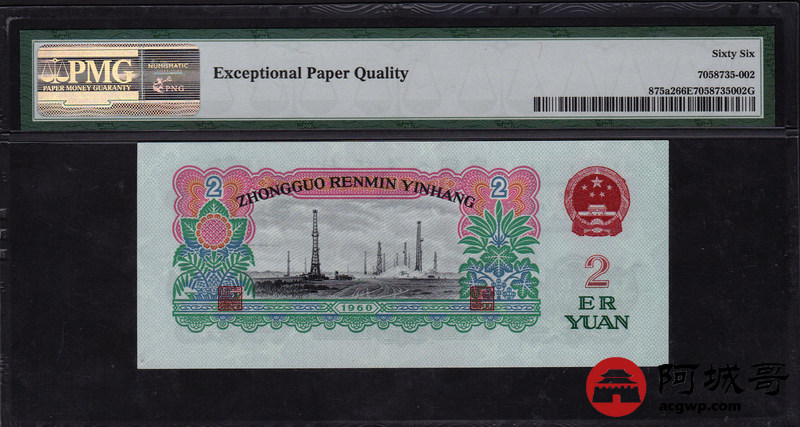 PMG
PAPER MONEY GUARANTY
NUMISMATIC
PNG
Exceptional Paper Quality
Sixty Six
7058735-002
875a266E7058735002G
2
2
ZHONGGUO RENMIN YINHANG
1960
2
ER
YUAN
阿城哥
acgwp.com